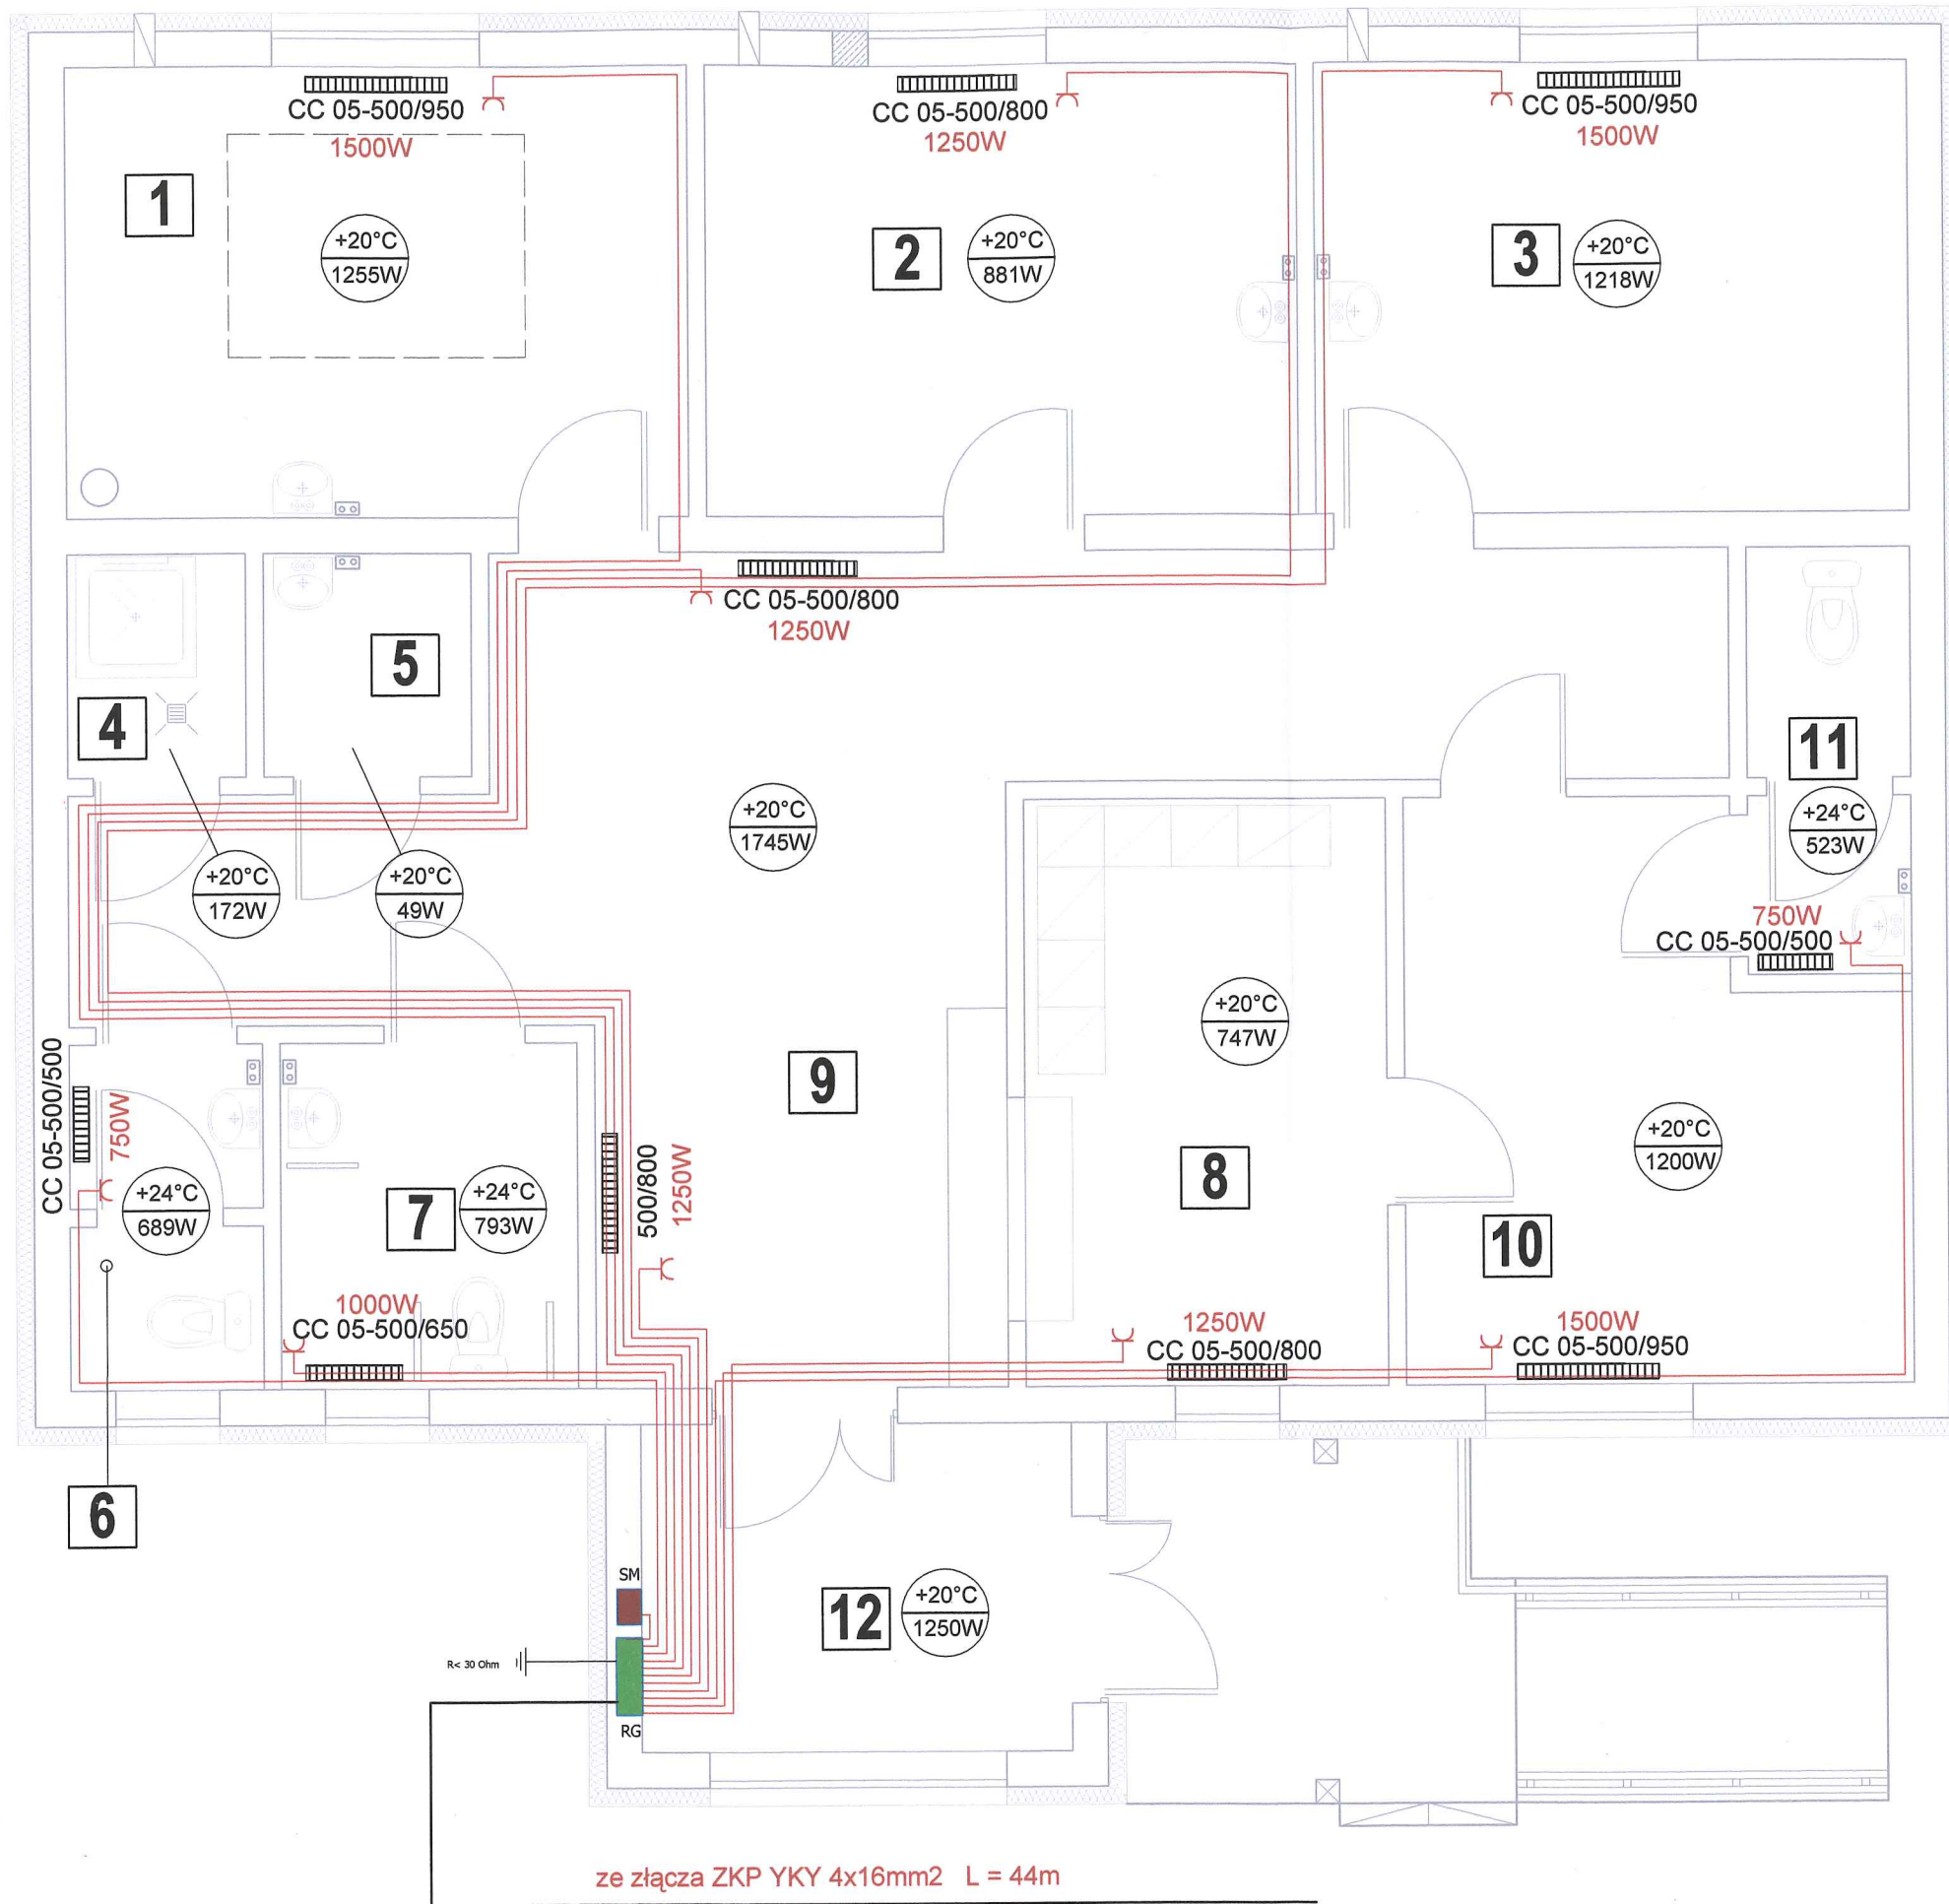 CC 05-500/950
1500W
1
+20°C
1255W
CC 05-500/800
1250W
2
+20°C
881W
CC 05-500/950
1500W
3
+20°C
1218W
CC 05-500/800
1250W
4
5
+20°C
172W
+20°C
49W
+20°C
1745W
11
+24°C
523W
750W
CC 05-500/500
+20°C
747W
9
8
+20°C
1200W
10
CC 05-500/500
750W
+24°C
689W
7
+24°C
793W
500/800
1250W
1000W
CC 05-500/650
1250W
CC 05-500/800
1500W
CC 05-500/950
6
SM
12
+20°C
1250W
R< 30 Ohm
RG
ze złącza ZKP YKY 4x16mm2 L = 44m